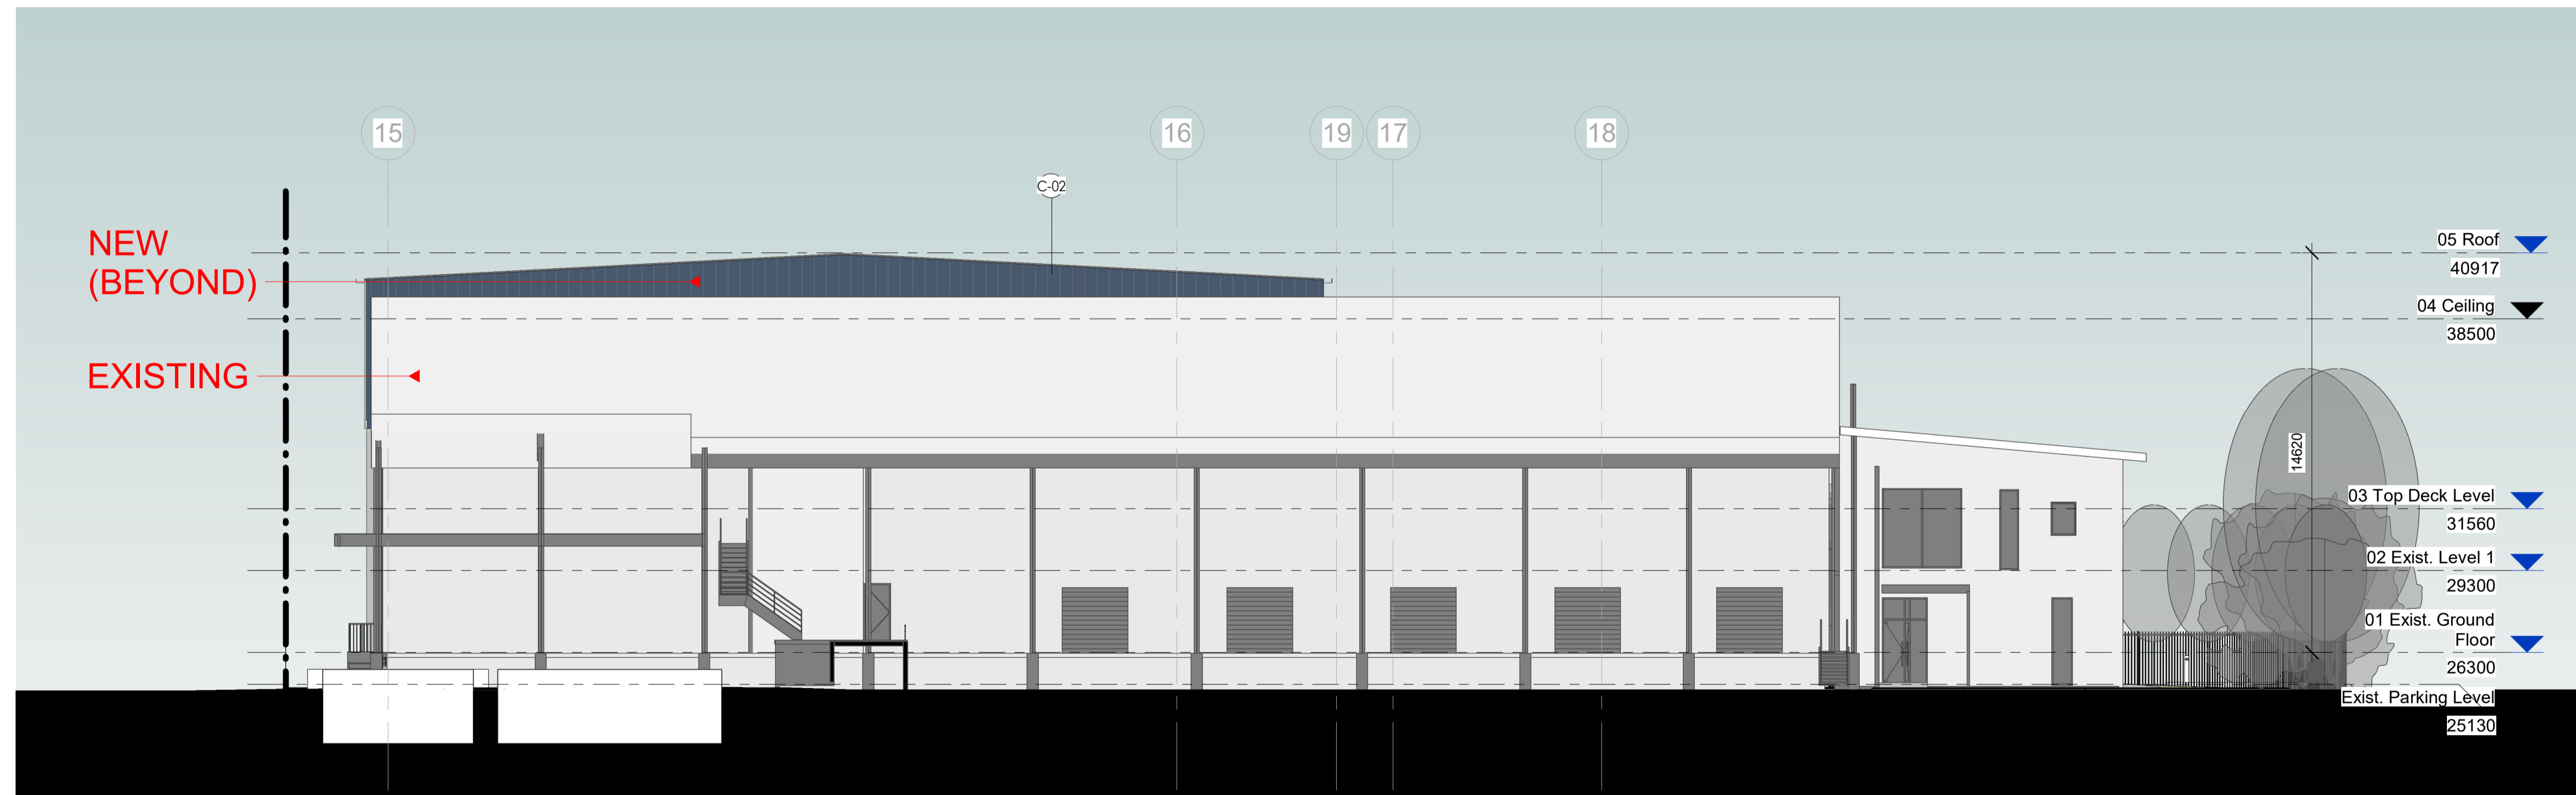 15
16
19
17
18
C-02
NEW
(BEYOND)
EXISTING
05 Roof
40917
04 Ceiling
38500
14620
03 Top Deck Level
31560
02 Exist. Level 1
29300
01 Exist. Ground
Floor
26300
Exist. Parking Level
25130